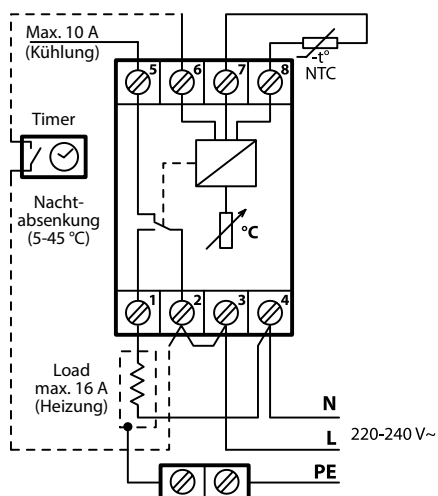 Max. 10 A
(Kühlung)
5
6
7
8
-t°
NTC
Timer
Nacht-
absenkung
(5-45 °C)
°C
1
2
3
4
Load
max. 16 A
(Heizung)
N
L 220-240 V~
PE